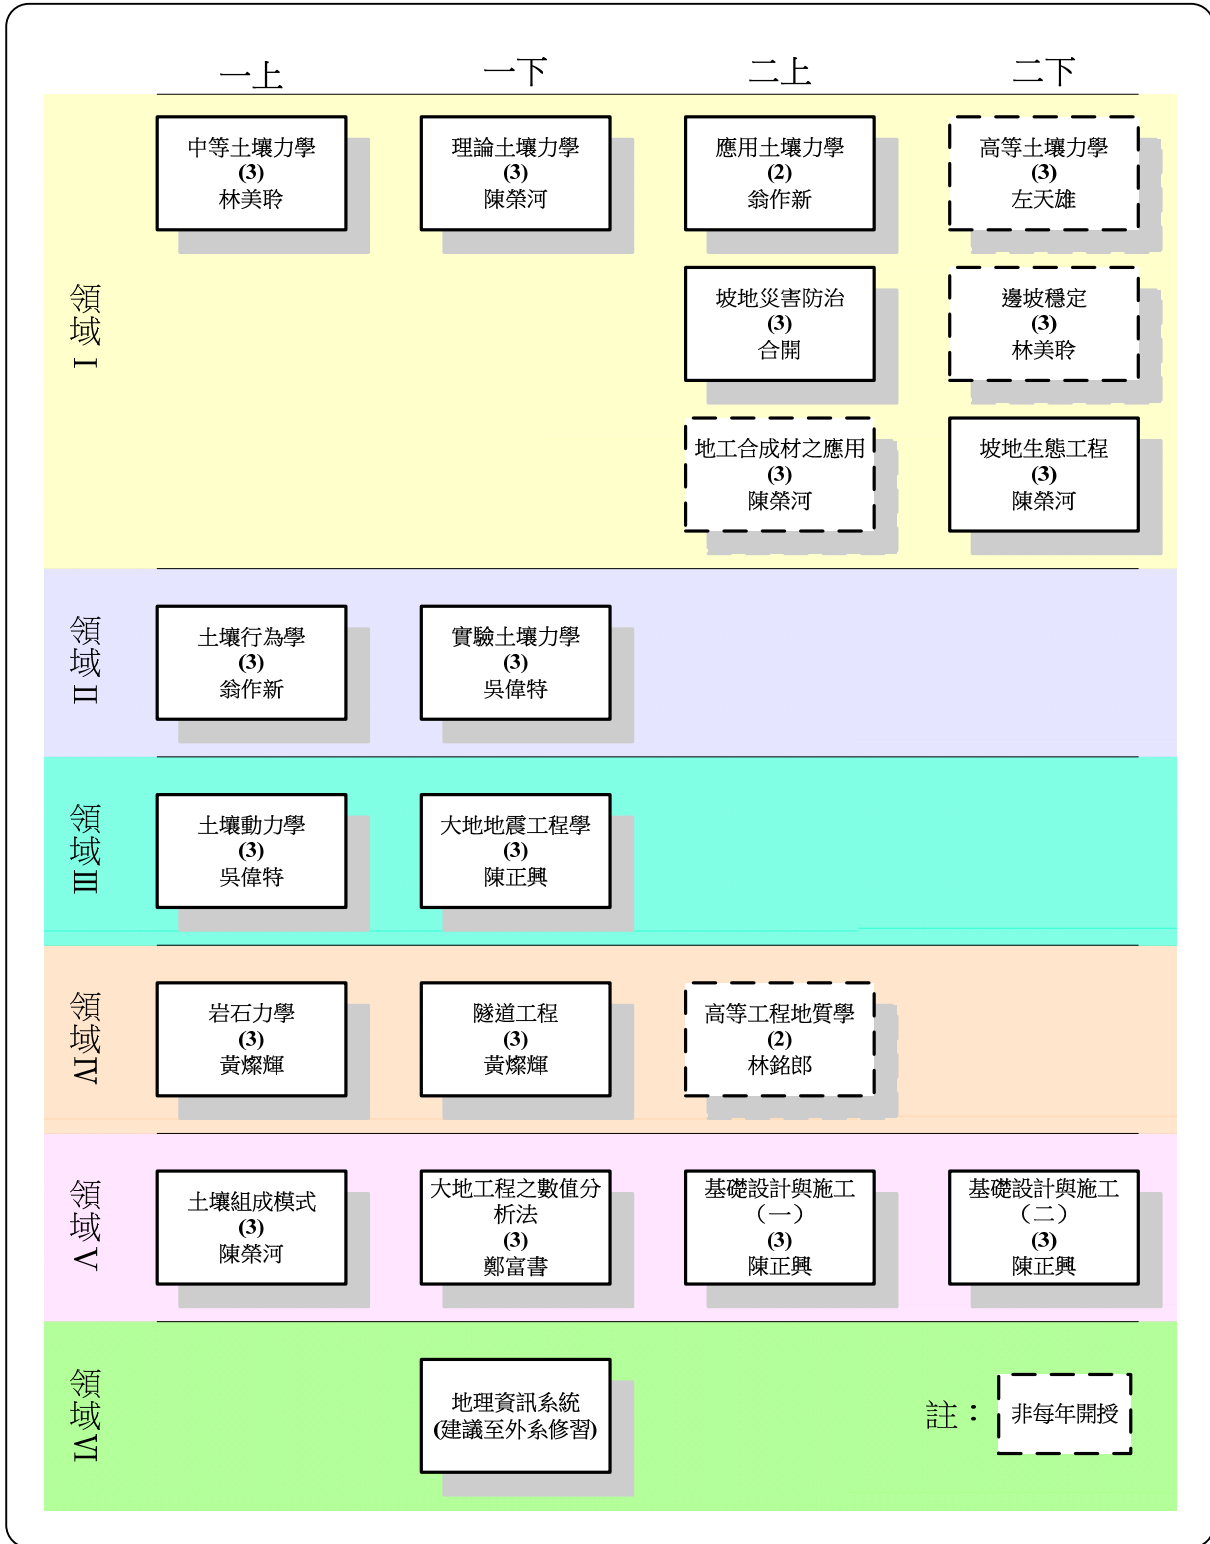 一上
一下
二上
二下
領域 I
中等土壤力學
(3)
林美聆
理論土壤力學
(3)
陳榮河
應用土壤力學
(2)
翁作新
高等土壤力學
(3)
左天雄
坡地災害防治
(3)
合開
邊坡穩定
(3)
林美聆
地工合成材之應用
(3)
陳榮河
坡地生態工程
(3)
陳榮河
領域 II
土壤行為學
(3)
翁作新
實驗土壤力學
(3)
吳偉特
領域 III
土壤動力學
(3)
吳偉特
大地地震工程學
(3)
陳正興
領域 IV
岩石力學
(3)
黃燦輝
隧道工程
(3)
黃燦輝
高等工程地質學
(2)
林銘郎
領域 V
土壤組成模式
(3)
陳榮河
大地工程之數值分
析法
(3)
鄭富書
基礎設計與施工
（一）
(3)
陳正興
基礎設計與施工
（二）
(3)
陳正興
領域 VI
地理資訊系統
(建議至外系修習)
註：
非每年開授